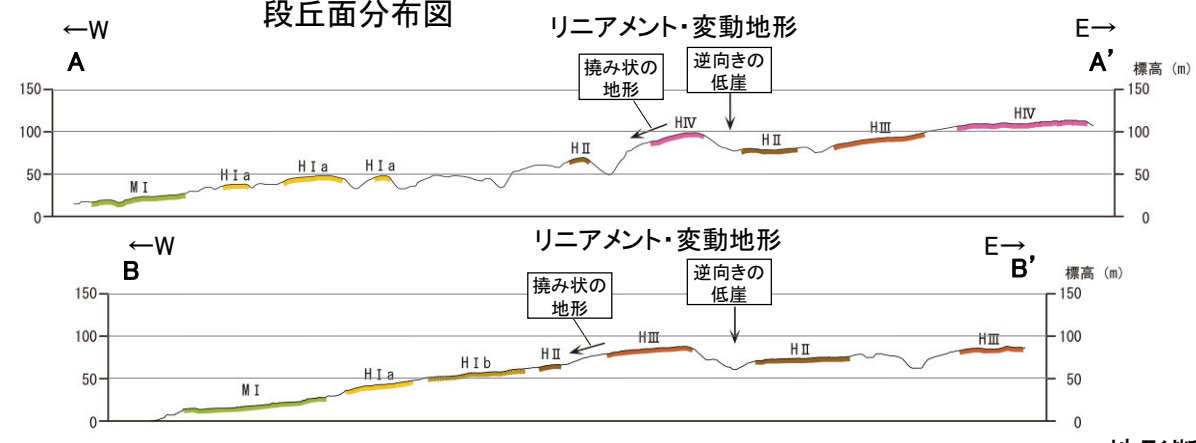 段丘面分布図
リニアメント・変動地形
←W
E→
A
A’
撓み状の
地形
逆向きの
低崖
標高 (m)
150
150
100
100
50
50
0
0
MⅠ
HⅠa
HⅠa
HⅠa
HⅡ
HⅣ
HⅡ
HⅢ
HⅣ
リニアメント・変動地形
←W
E→
B
B’
撓み状の
地形
逆向きの
低崖
標高 (m)
150
150
100
100
50
50
0
0
MⅠ
HⅠa
HⅠb
HⅡ
HⅢ
HⅡ
HⅢ